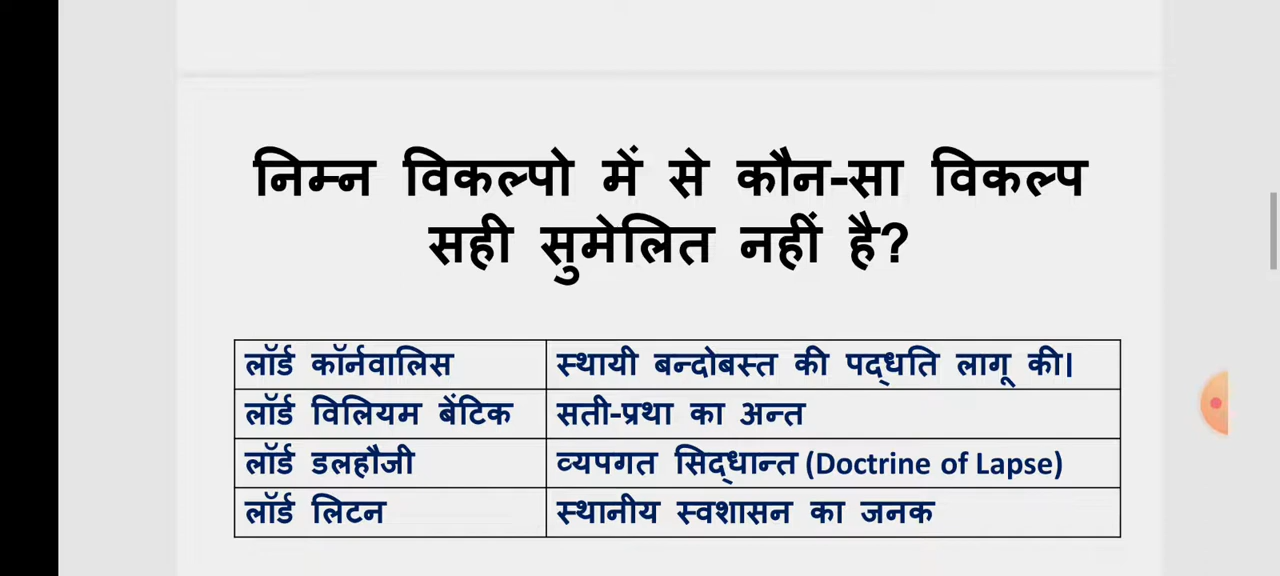 निम्न विकल्पो में से कौन-सा विकल्प
सही सुमेलित नहीं है?
लॉर्ड कॉर्नवालिस स्थायी बन्दोबस्त की पद्धति लागू की।
लॉर्ड विलियम बेंटिक सती-प्रथा का अन्त
लॉर्ड डलहौजी व्यपगत सिद्धान्त (Doctrine of Lapse)
लॉर्ड लिटन स्थानीय स्वशासन का जनक